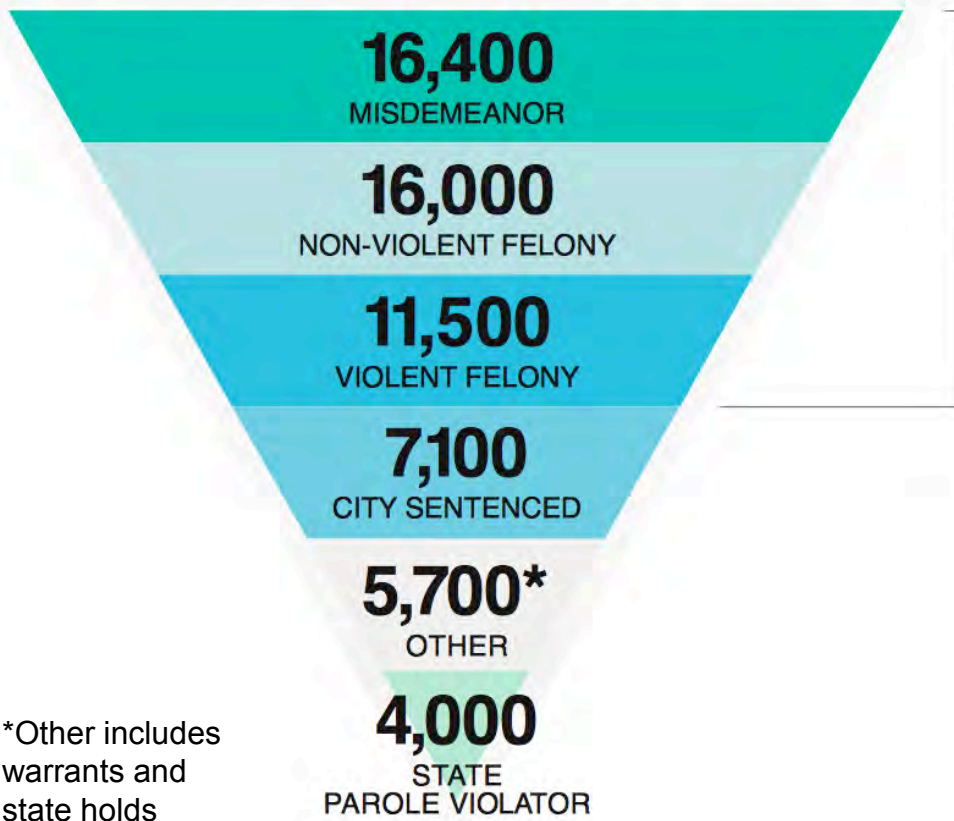 16,400
MISDEMEANOR
16,000
NON-VIOLENT FELONY
11,500
VIOLENT FELONY
7,100
CITY SENTENCED
5,700*
OTHER
4,000
STATE
PAROLE VIOLATOR
*Other includes
warrants and
state holds